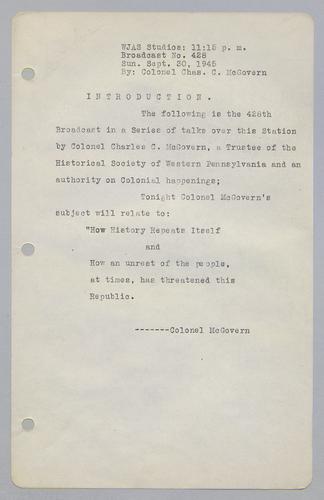 WJAS Studios: 11:15 p. m.
Broadcast No. 428
Sun. Sept. 30, 1945
By: Colonel Chas. C. McGovern
I N T R O D U C T I O N .
The following is the 428th
Broadcast in a Series of talks over this Station
by Colonel Charles C. McGovern, a Trustee of the
Historical Society of Western Pennsylvania and an
authority on Colonial happenings;
Tonight Colonel McGovern's
subject will relate to:
"How History Repeats Itself
and
How an unrest of the people,
at times, has threatened this
Republic.
-------Colonel McGovern